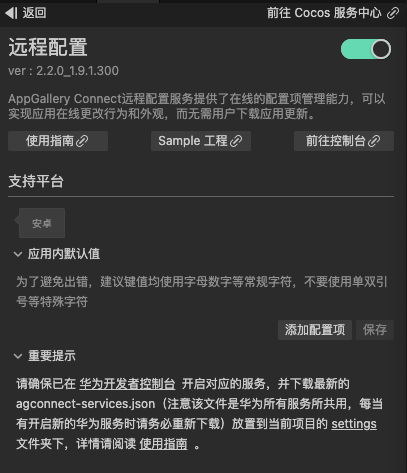 返回
前往 Cocos 服务中心
远程配置
ver : 2.2.0_1.9.1.300
AppGallery Connect远程配置服务提供了在线的配置项管理能力，可以
实现应用在线更改行为和外观，而无需用户下载应用更新。
使用指南
Sample 工程
前往控制台
支持平台
安卓
应用内默认值
为了避免出错，建议键值均使用字母数字等常规字符，不要使用单双引
号等特殊字符
添加配置项
保存
重要提示
请确保已在 华为开发者控制台 开启对应的服务，并下载最新的
agconnect-services.json（注意该文件是华为所有服务所共用，每当
有开启新的华为服务时请务必重新下载）放置到当前项目的 settings
文件夹下，详情请阅读 使用指南 。